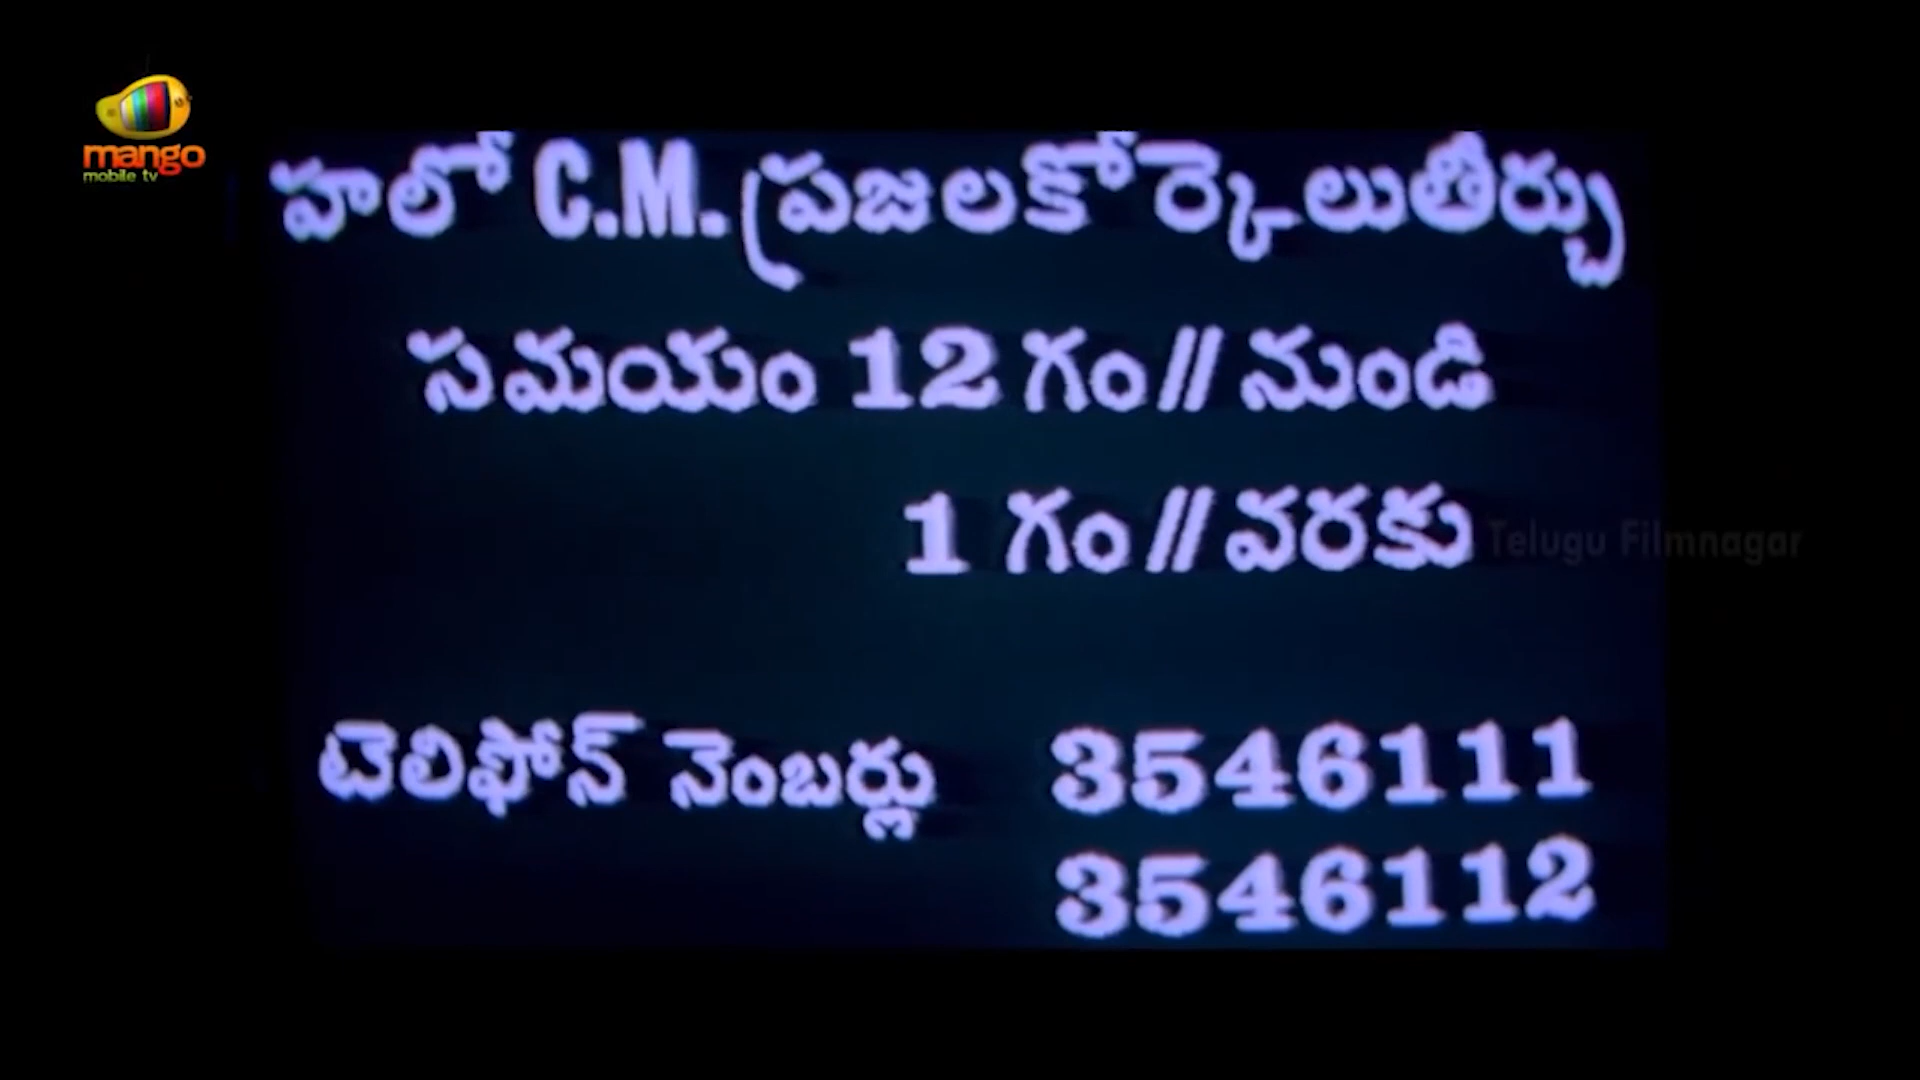 mango
mobile tv
హలో C.M. ప్రజలకోర్కెలుతీర్చు
సమయం 12 గం// నుండి
1 గం// వరకు
Telugu Filmnagar
టెలిఫోన్ నెంబర్లు 3546111
3546112